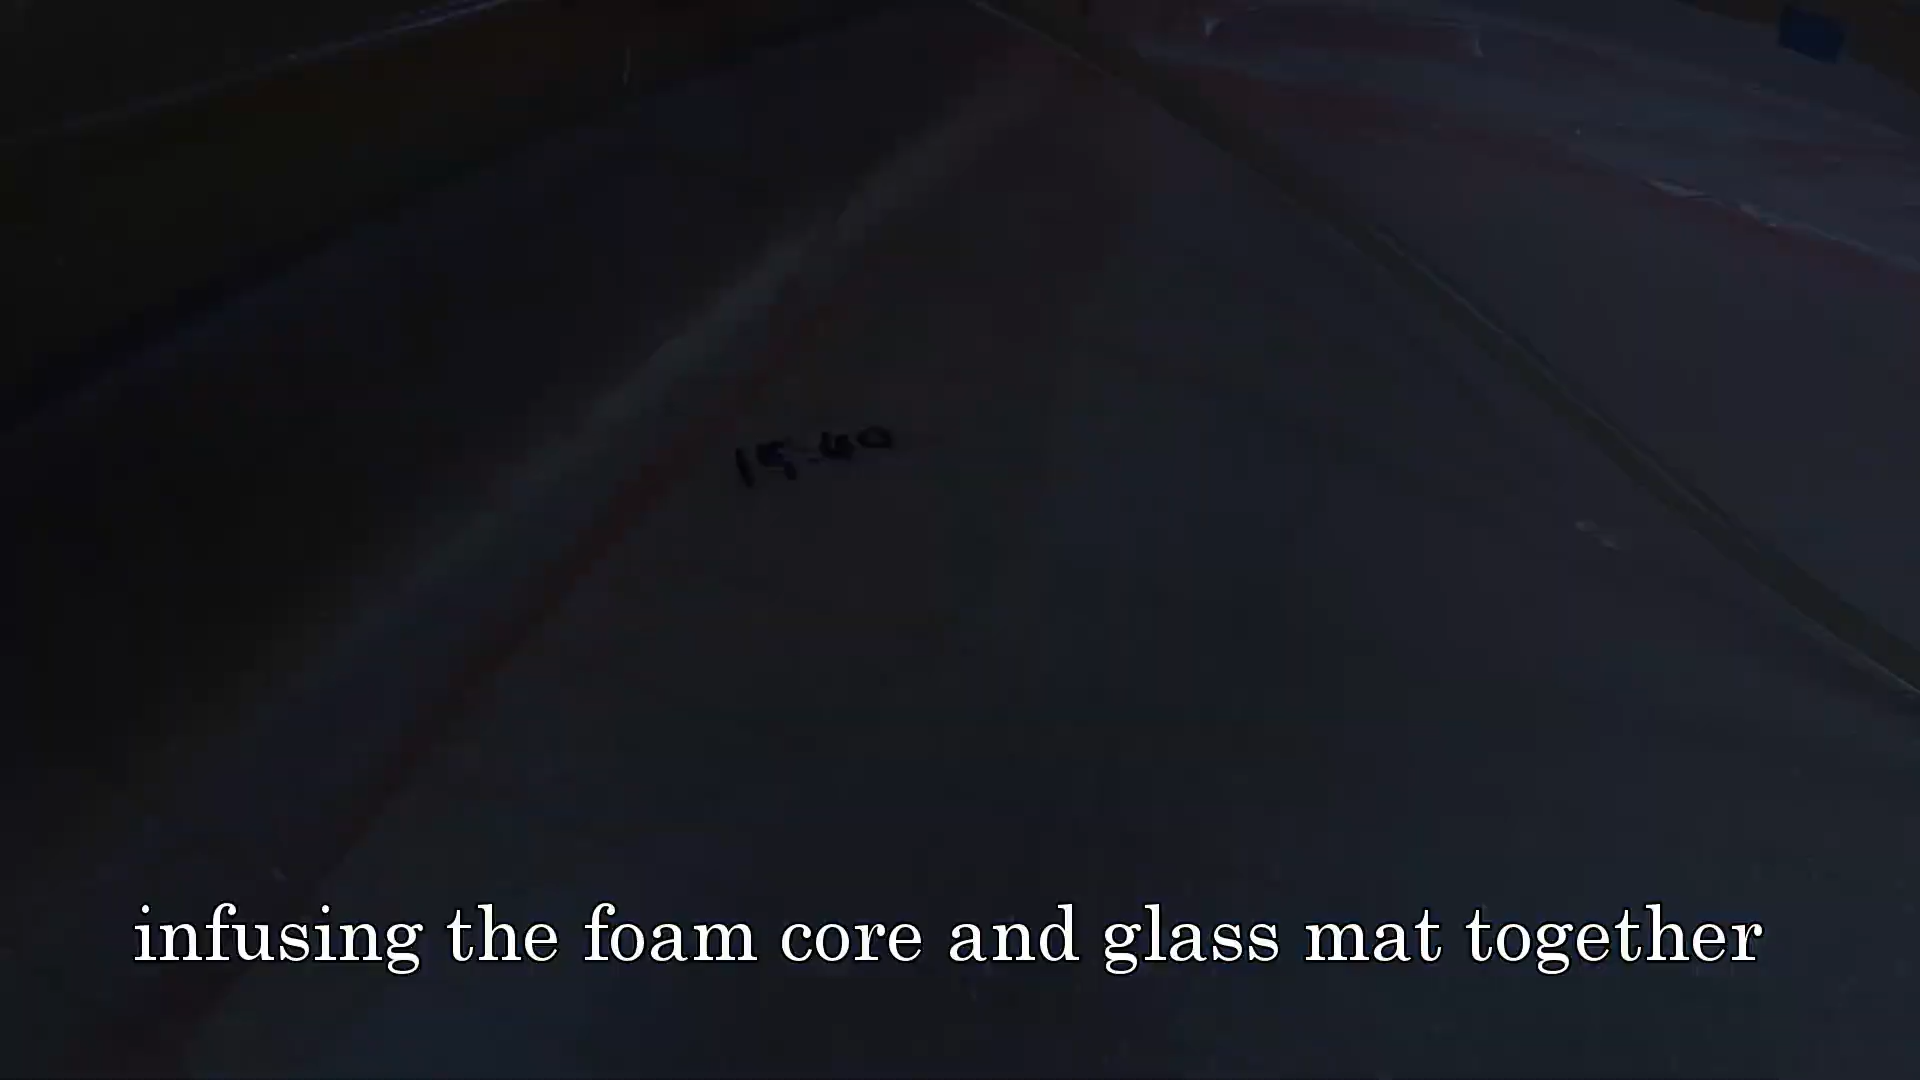 15.40
infusing the foam core and glass mat together